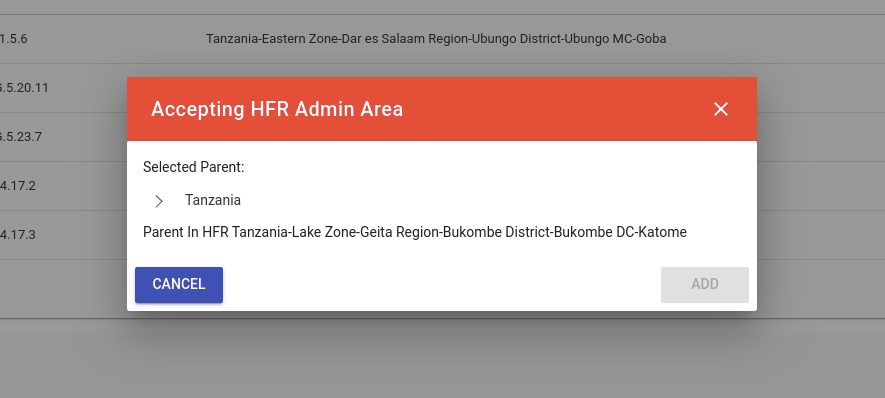 1.5.6 Tanzania-Eastern Zone-Dar es Salaam Region-Ubungo District-Ubungo MC-Goba
.5.20.11
Accepting HFR Admin Area
.5.23.7
Selected Parent:
4.17.2
Tanzania
4.17.3
Parent In HFR Tanzania-Lake Zone-Geita Region-Bukombe District-Bukombe DC-Katome
CANCEL ADD